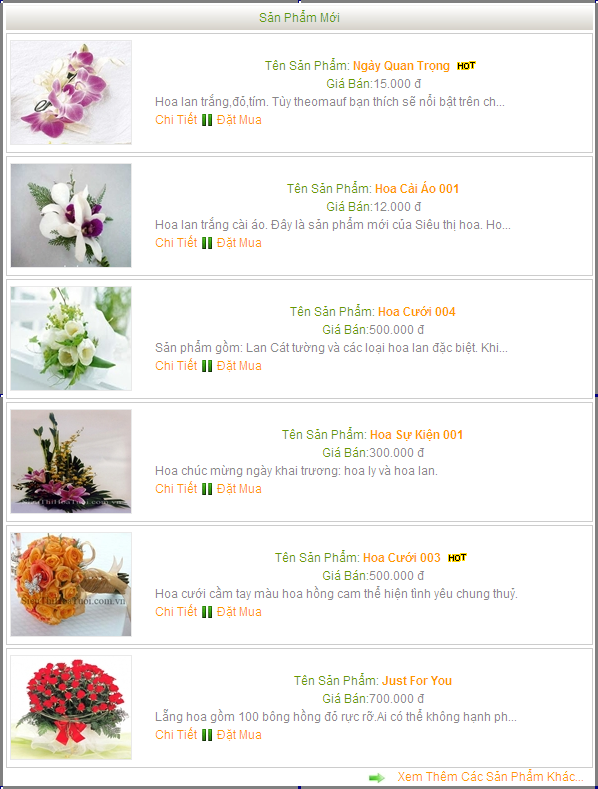 Sản Phẩm Mới
Tên Sản Phẩm: Ngày Quan Trọng HOT
Giá Bán:15.000 đ
Hoa lan trắng,đỏ,tím. Tùy theomauf bạn thích sẽ nổi bật trên ch...
Chi Tiết Đặt Mua
Tên Sản Phẩm: Hoa Cài Áo 001
Giá Bán:12.000 đ
Hoa lan trắng cài áo. Đây là sản phẩm mới của Siêu thị hoa. Ho...
Chi Tiết Đặt Mua
Tên Sản Phẩm: Hoa Cưới 004
Giá Bán:500.000 đ
Sản phẩm gồm: Lan Cát tường và các loại hoa lan đặc biệt. Khi...
Chi Tiết Đặt Mua
Tên Sản Phẩm: Hoa Sự Kiện 001
Giá Bán:300.000 đ
Hoa chúc mừng ngày khai trương: hoa ly và hoa lan.
Chi Tiết Đặt Mua
SieuThiHoaTuoi.com.vn
Tên Sản Phẩm: Hoa Cưới 003 HOT
Giá Bán:500.000 đ
Hoa cưới cầm tay màu hoa hồng cam thể hiện tình yêu chung thuỷ.
Chi Tiết Đặt Mua
SieuThiHoaTuoi.com.vn
Tên Sản Phẩm: Just For You
Giá Bán:700.000 đ
Lẵng hoa gồm 100 bông hồng đỏ rực rỡ.Ai có thể không hạnh ph...
Chi Tiết Đặt Mua
Xem Thêm Các Sản Phẩm Khác...